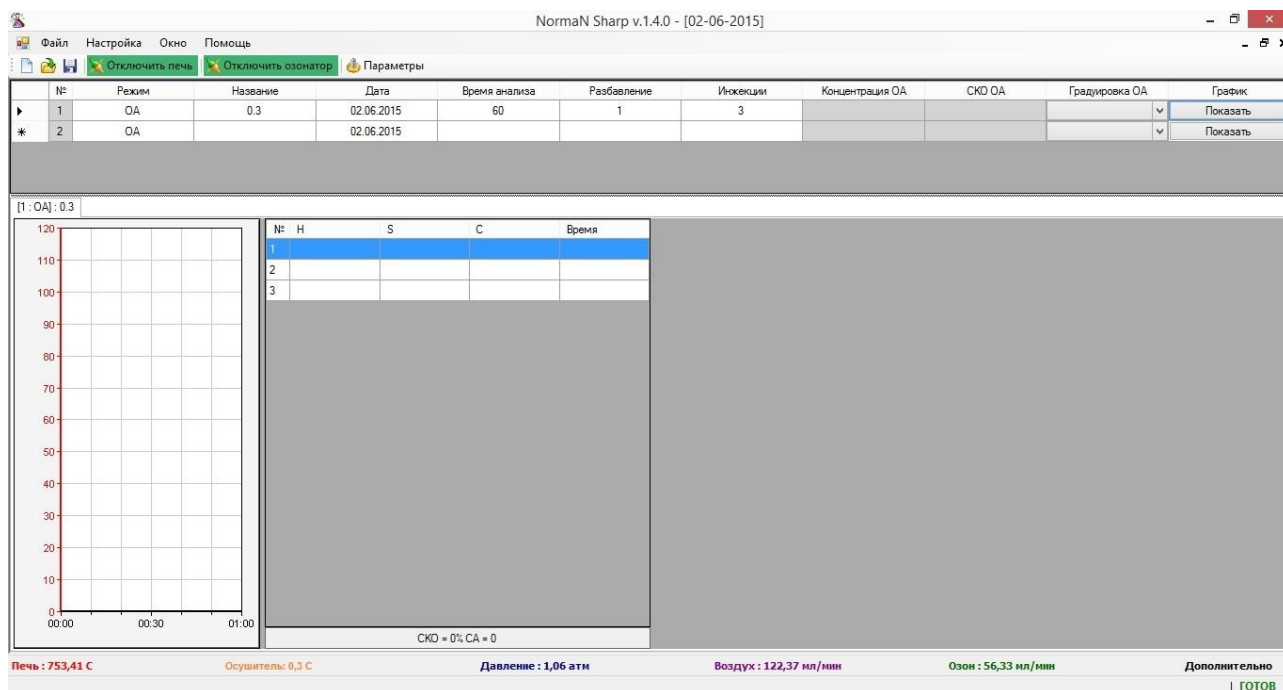 NormaN Sharp v.1.4.0 - [02-06-2015]
Файл Настройка Окно Помощь
Отключить печь Отключить озонатор Параметры
№ Режим Название Дата Время анализа Разбавление Инжекции Концентрация ОА СКО ОА Градуировка ОА График
1 ОА 0.3 02.06.2015 60 1 3 Показать
2 ОА 02.06.2015 Показать
[1 : ОА] : 0.3
№ H S C Время
1
2
3
120
110
100
90
80
70
60
50
40
30
20
10
0
00:00 00:30 01:00
СКО = 0% СА = 0
Печь : 753,41 С Осушитель: 0,3 С Давление : 1,06 атм Воздух : 122,37 мл/мин Озон : 56,33 мл/мин Дополнительно
| ГОТОВ